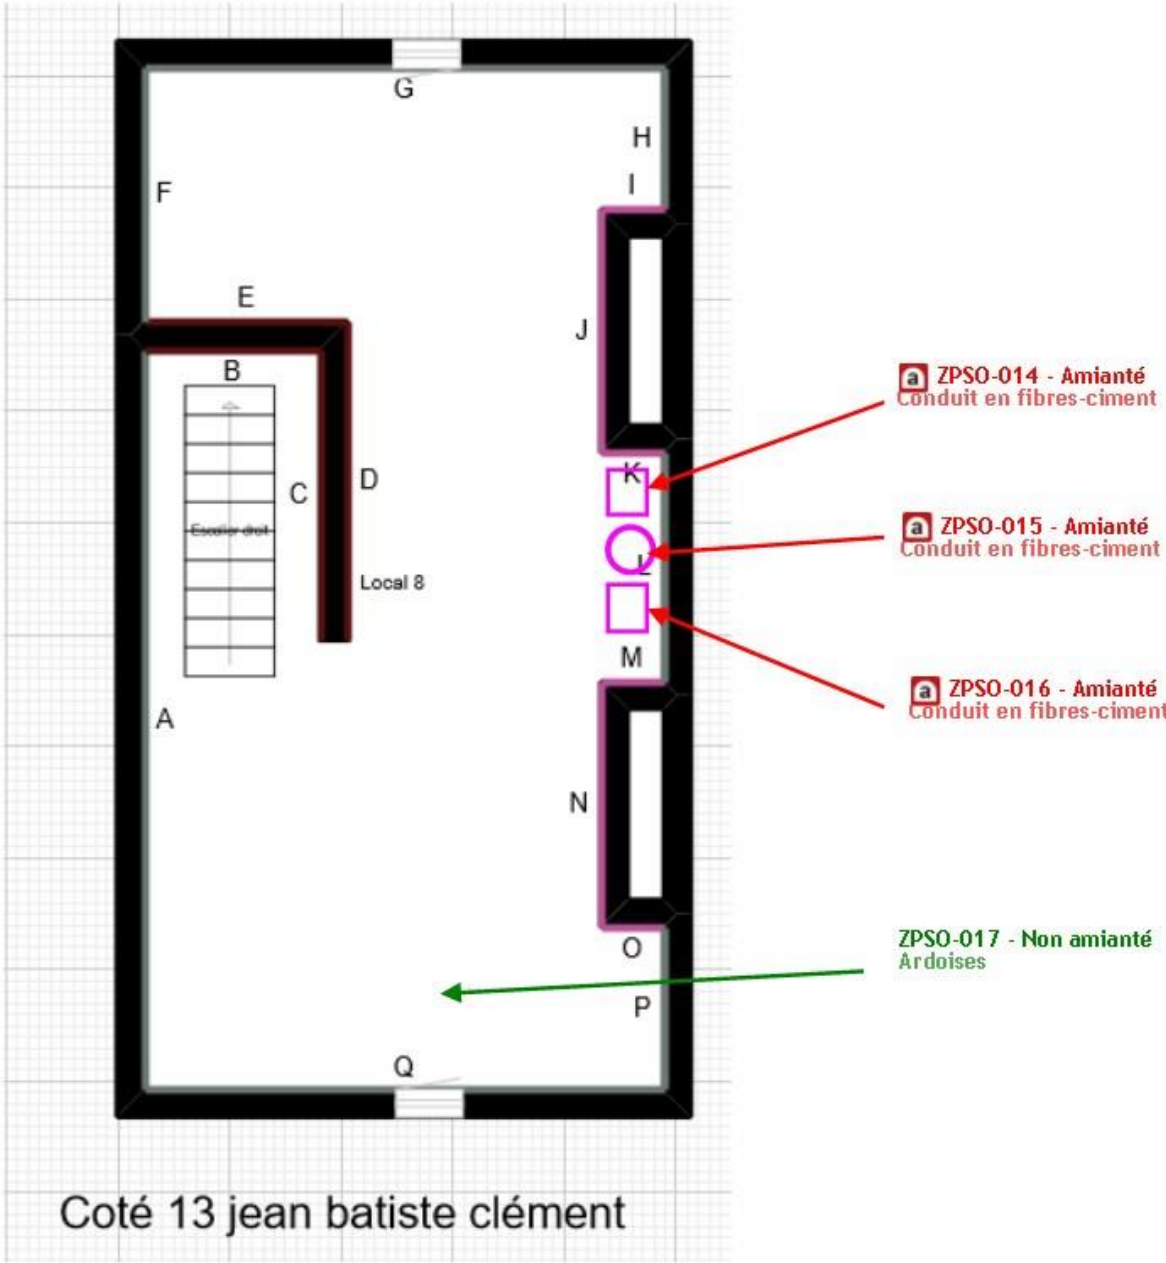 G
H
I
F
E
J
B
a ZPSO-014 - Amianté
Conduit en fibres-ciment
K
D
C
Escalier droit
a ZPSO-015 - Amianté
Conduit en fibres-ciment
L
Local 8
M
a ZPSO-016 - Amianté
Conduit en fibres-ciment
A
N
ZPSO-017 - Non amianté
Ardoises
O
P
Q
Coté 13 jean batiste clément